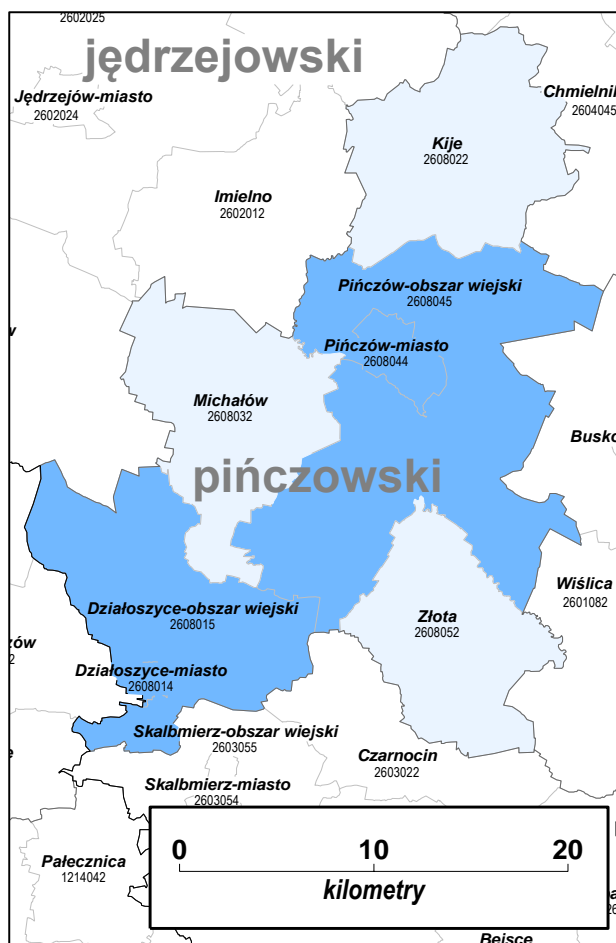 2602025
jędrzejowski
Jędrzejów-miasto
2602024
Chmielnik
2604045
Kije
2608022
Imielno
2602012
Pińczów-obszar wiejski
2608045
Pińczów-miasto
2608044
Michałów
2608032
Busko
pińczowski
Wiślica
2601082
Działoszyce-obszar wiejski
2608015
Złota
2608052
Działoszyce-miasto
2608014
Skalbmierz-obszar wiejski
2603055
Czarnocin
2603022
Skalbmierz-miasto
2603054
Pałecznica
1214042
0 10 20
kilometry
Bejsce